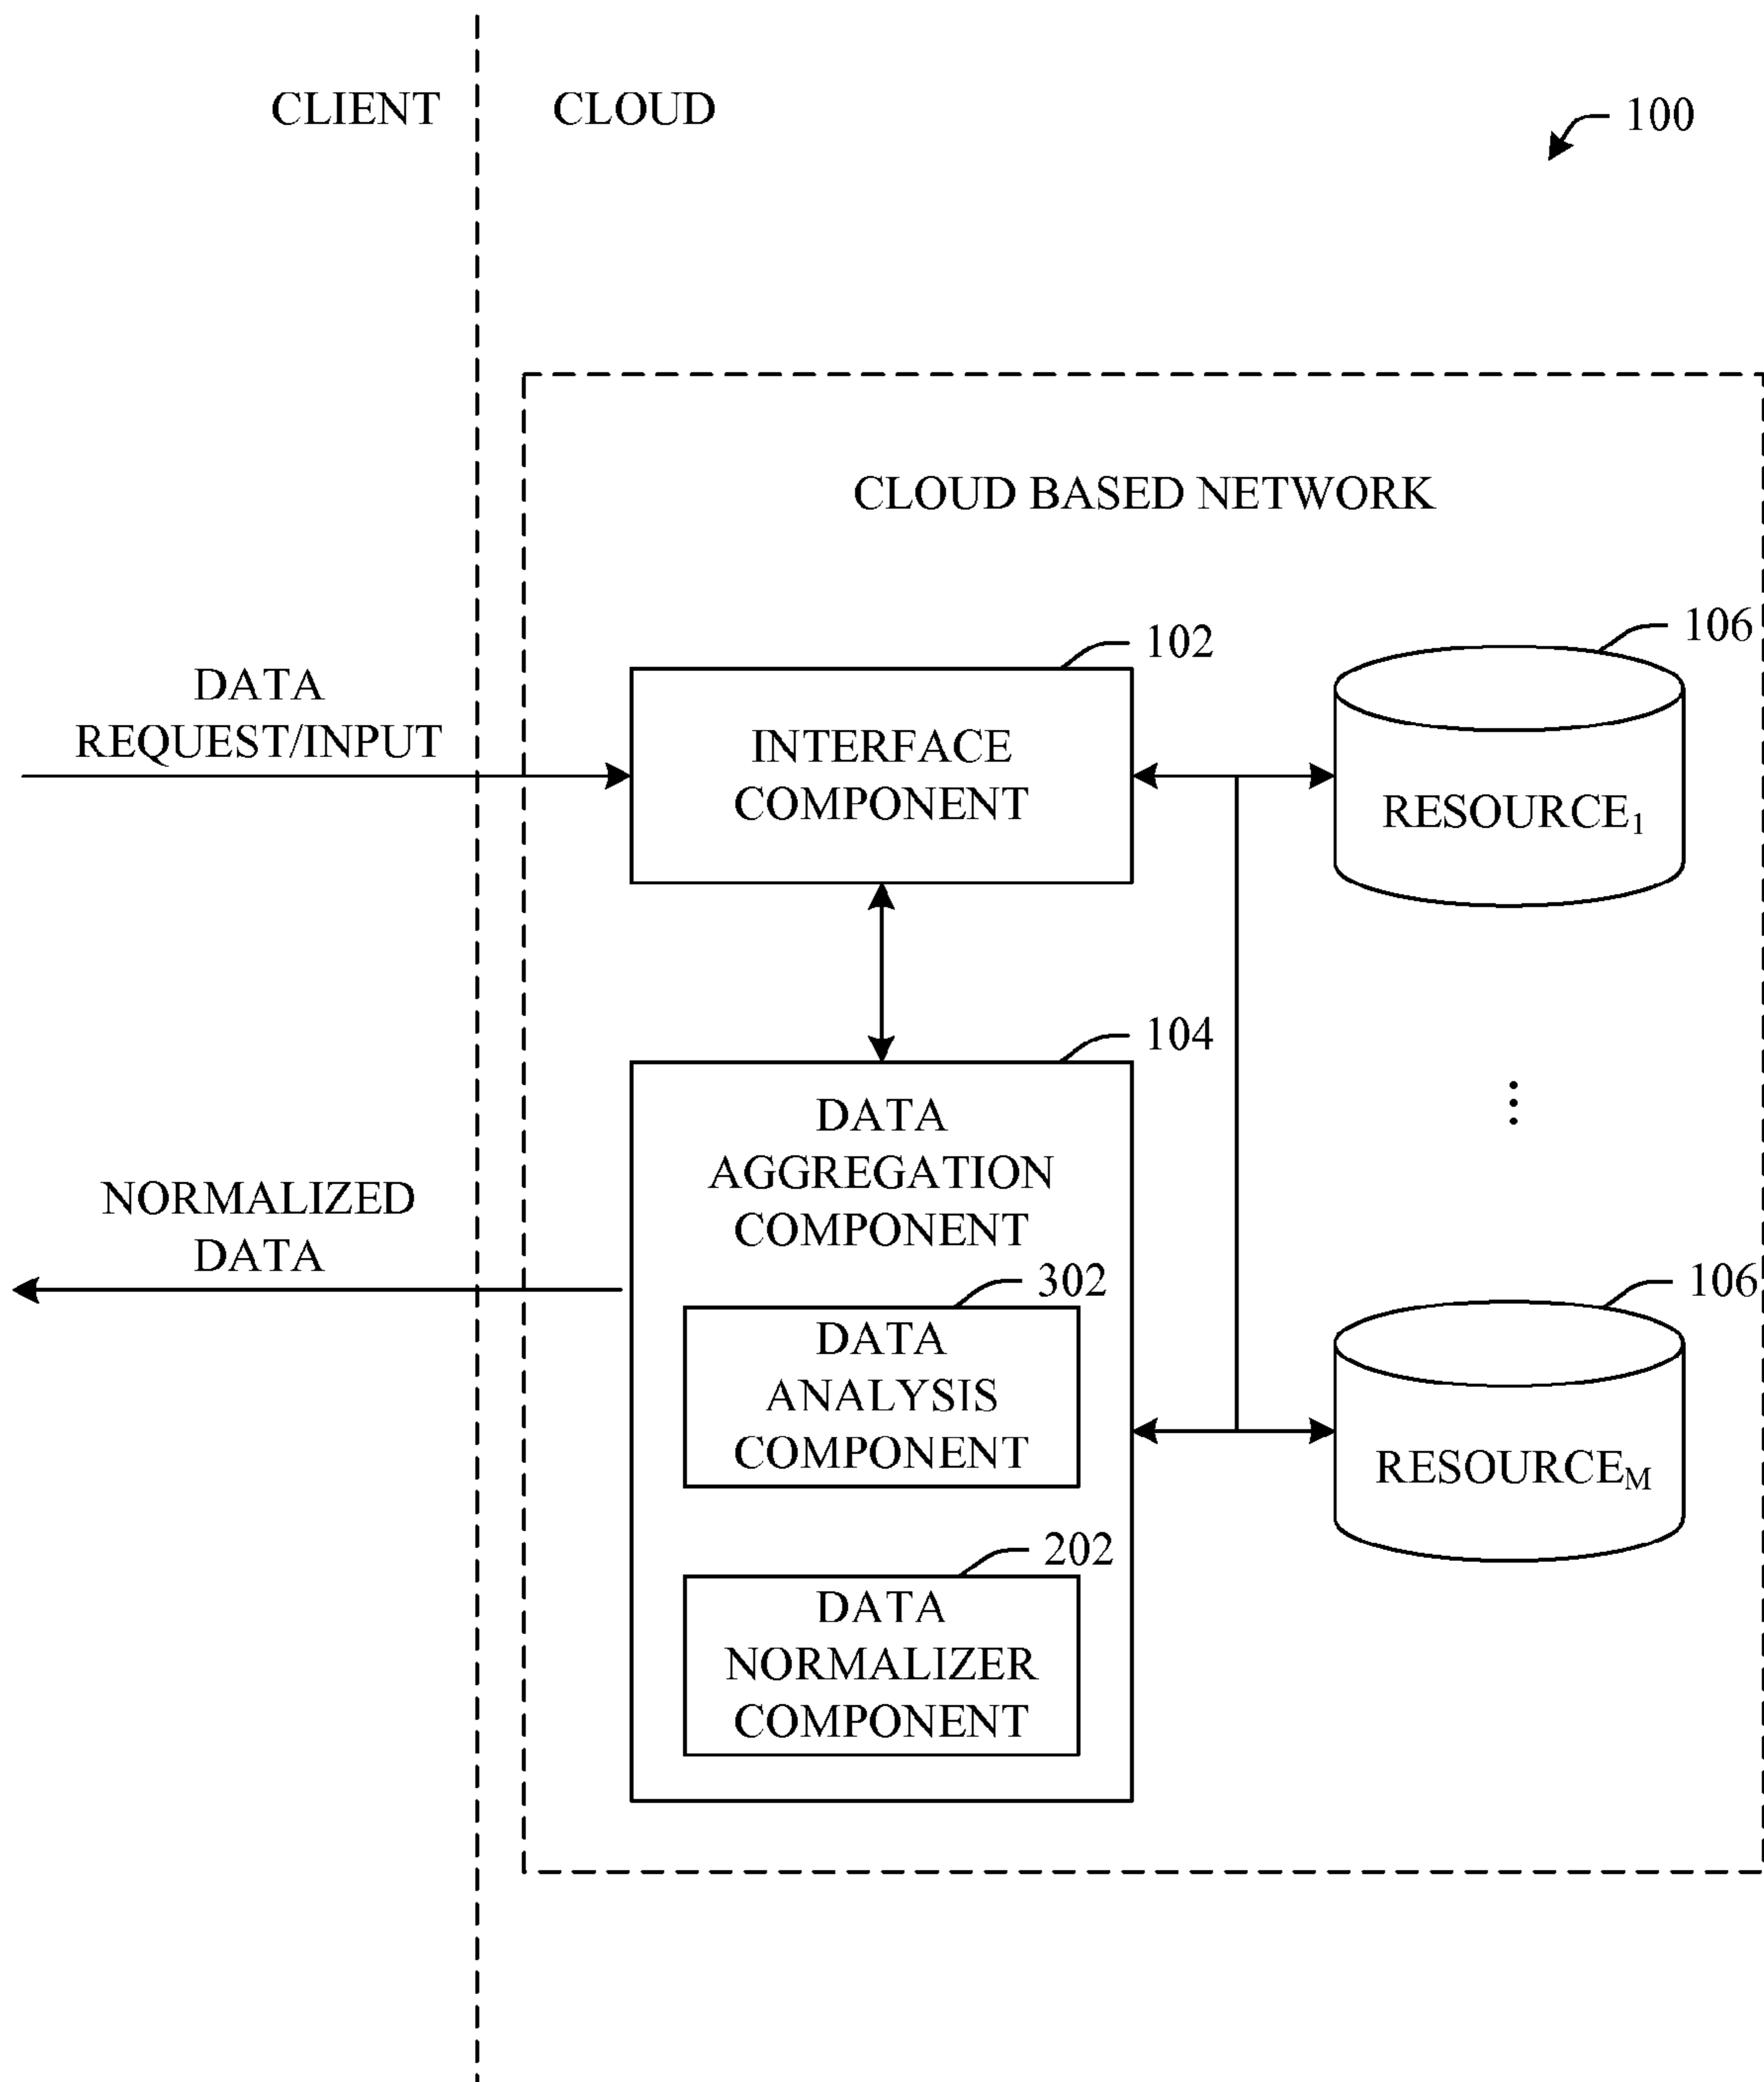 CLIENT
CLOUD
100
CLOUD BASED NETWORK
DATA
REQUEST/INPUT
102
INTERFACE
COMPONENT
106
RESOURCE1
104
DATA
AGGREGATION
COMPONENT
NORMALIZED
DATA
302
DATA
ANALYSIS
COMPONENT
106
RESOURCEM
202
DATA
NORMALIZER
COMPONENT